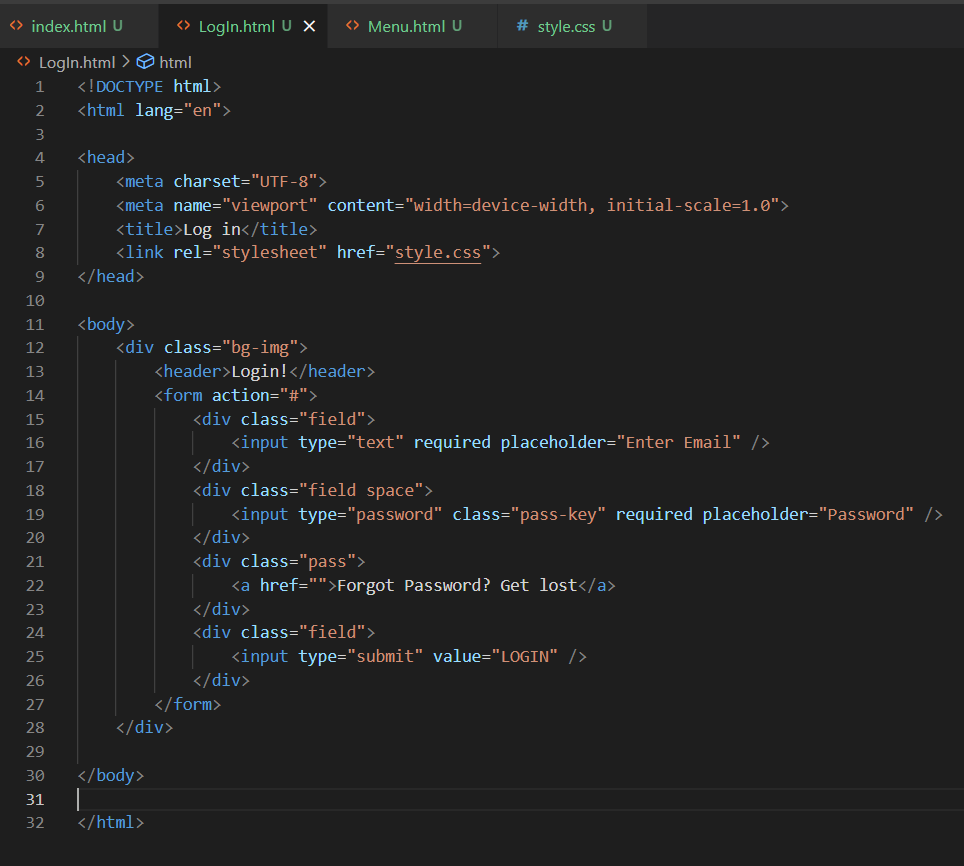 index.html U LogIn.html U Menu.html U style.css U
LogIn.html > html
1 <!DOCTYPE html>
2 <html lang="en">
3
4 <head>
5     <meta charset="UTF-8">
6     <meta name="viewport" content="width=device-width, initial-scale=1.0">
7     <title>Log in</title>
8     <link rel="stylesheet" href="style.css">
9 </head>
10
11 <body>
12     <div class="bg-img">
13         <header>Login!</header>
14         <form action="#">
15             <div class="field">
16                 <input type="text" required placeholder="Enter Email" />
17             </div>
18             <div class="field space">
19                 <input type="password" class="pass-key" required placeholder="Password" />
20             </div>
21             <div class="pass">
22                 <a href="">Forgot Password? Get lost</a>
23             </div>
24             <div class="field">
25                 <input type="submit" value="LOGIN" />
26             </div>
27         </form>
28     </div>
29
30 </body>
31
32 </html>